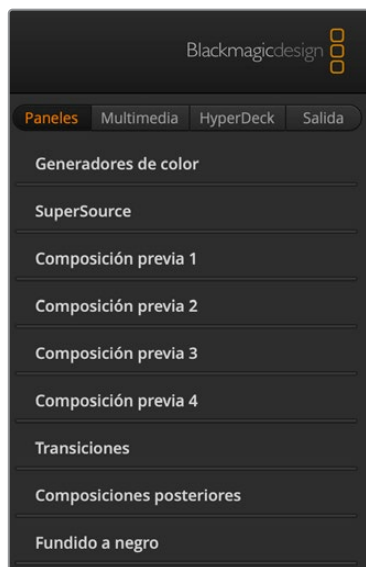 Blackmagicdesign
Paneles Multimedia HyperDeck Salida
Generadores de color
SuperSource
Composición previa 1
Composición previa 2
Composición previa 3
Composición previa 4
Transiciones
Composiciones posteriores
Fundido a negro